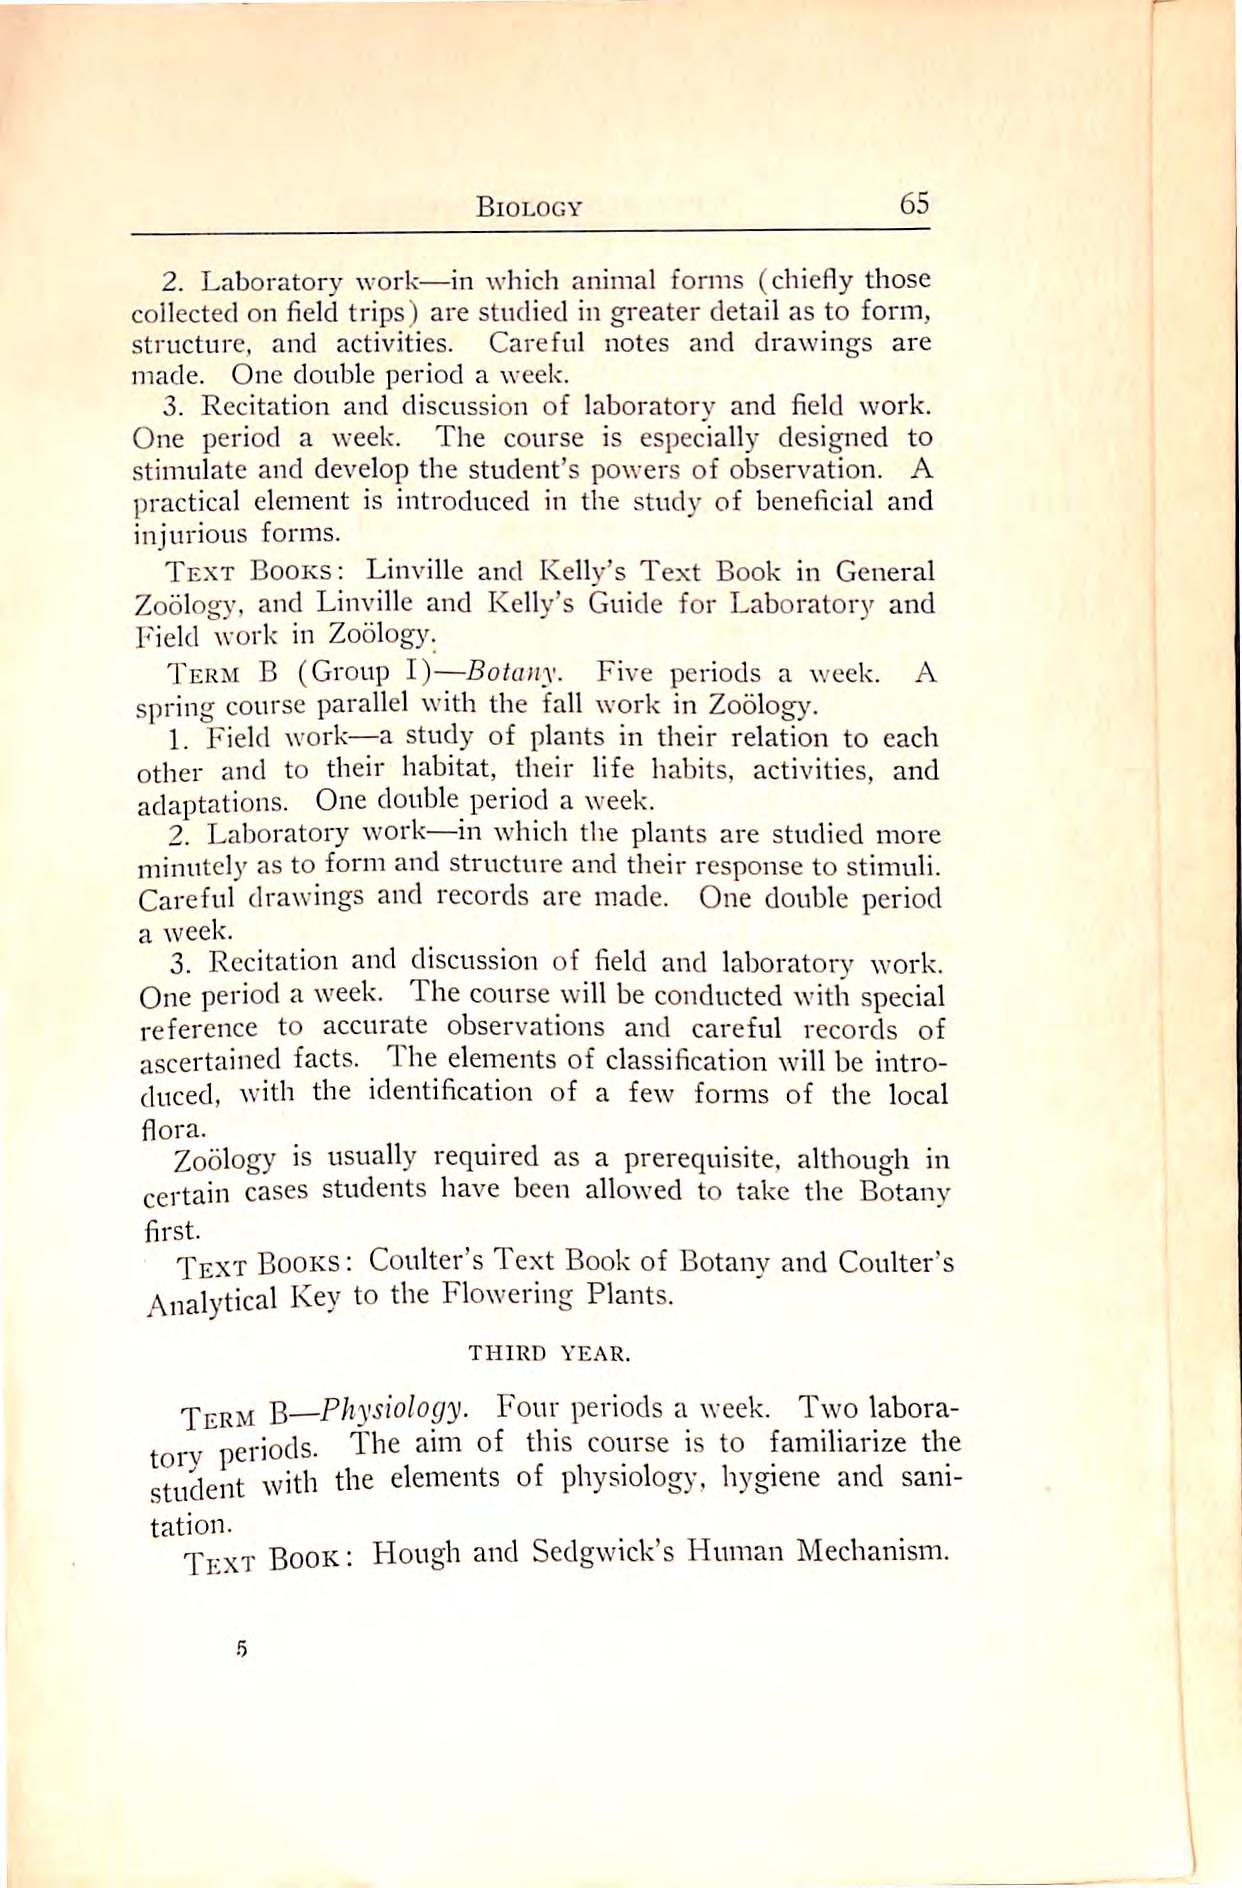 BIOLOGY 65
2. Laboratory work—in which animal forms (chiefly those
collected on field trips) are studied in greater detail as to form,
structure, and activities. Careful notes and drawings are
made. One double period a week.
3. Recitation and discussion of laboratory and field work.
One period a week. The course is especially designed to
stimulate and develop the student's powers of observation. A
practical element is introduced in the study of beneficial and
injurious forms.
TEXT BOOKS: Linville and Kelly's Text Book in General
Zoölogy, and Linville and Kelly's Guide for Laboratory and
Field work in Zoölogy.
TERM B (Group I)—Botany. Five periods a week. A
spring course parallel with the fall work in Zoölogy.
1. Field work—a study of plants in their relation to each
other and to their habitat, their life habits, activities, and
adaptations. One double period a week.
2. Laboratory work—in which the plants are studied more
minutely as to form and structure and their response to stimuli.
Careful drawings and records are made. One double period
a week.
3. Recitation and discussion of field and laboratory work.
One period a week. The course will be conducted with special
reference to accurate observations and careful records of
ascertained facts. The elements of classification will be intro-
duced, with the identification of a few forms of the local
flora.
Zoölogy is usually required as a prerequisite, although in
certain cases students have been allowed to take the Botany
first.
TEXT BOOKS: Coulter's Text Book of Botany and Coulter's
Analytical Key to the Flowering Plants.
THIRD YEAR.
TERM B—Physiology. Four periods a week. Two labora-
tory periods. The aim of this course is to familiarize the
student with the elements of physiology, hygiene and sani-
tation.
TEXT BOOK: Hough and Sedgwick's Human Mechanism.
5